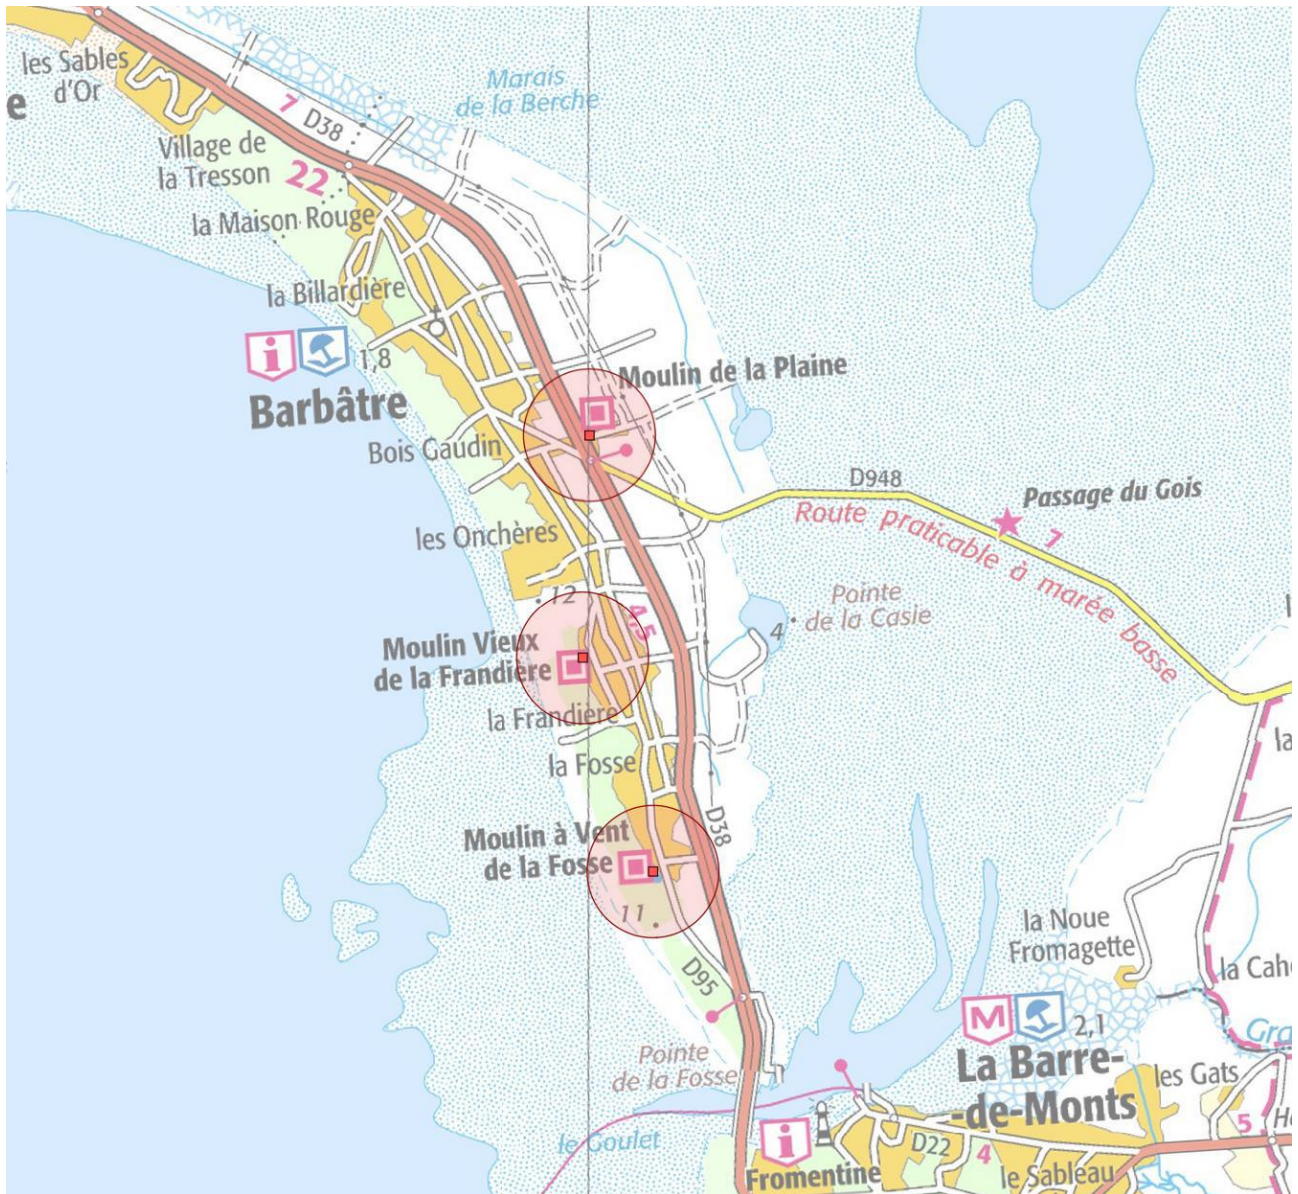 les Sables
d'Or
e
7
D38
Marais
de la Berche
Village de
la Tresson
22
la Maison Rouge
la Billardière
i
1,8
Barbâtre
Moulin de la Plaine
Bois Gaudin
D948
Passage du Gois
7
Route praticable à marée basse
les Onchères
12
4,5
Pointe
de la Casie
4
Moulin Vieux
de la Frandière
la Frandière
la Fosse
D38
Moulin à Vent
de la Fosse
11
D95
la
la Noue
Fromagette
M
2,1
La Barre-
-de-Monts
Pointe
de la Fosse
les Gats
le Goulet
i
Fromentine
D22
4
le Sableau
5